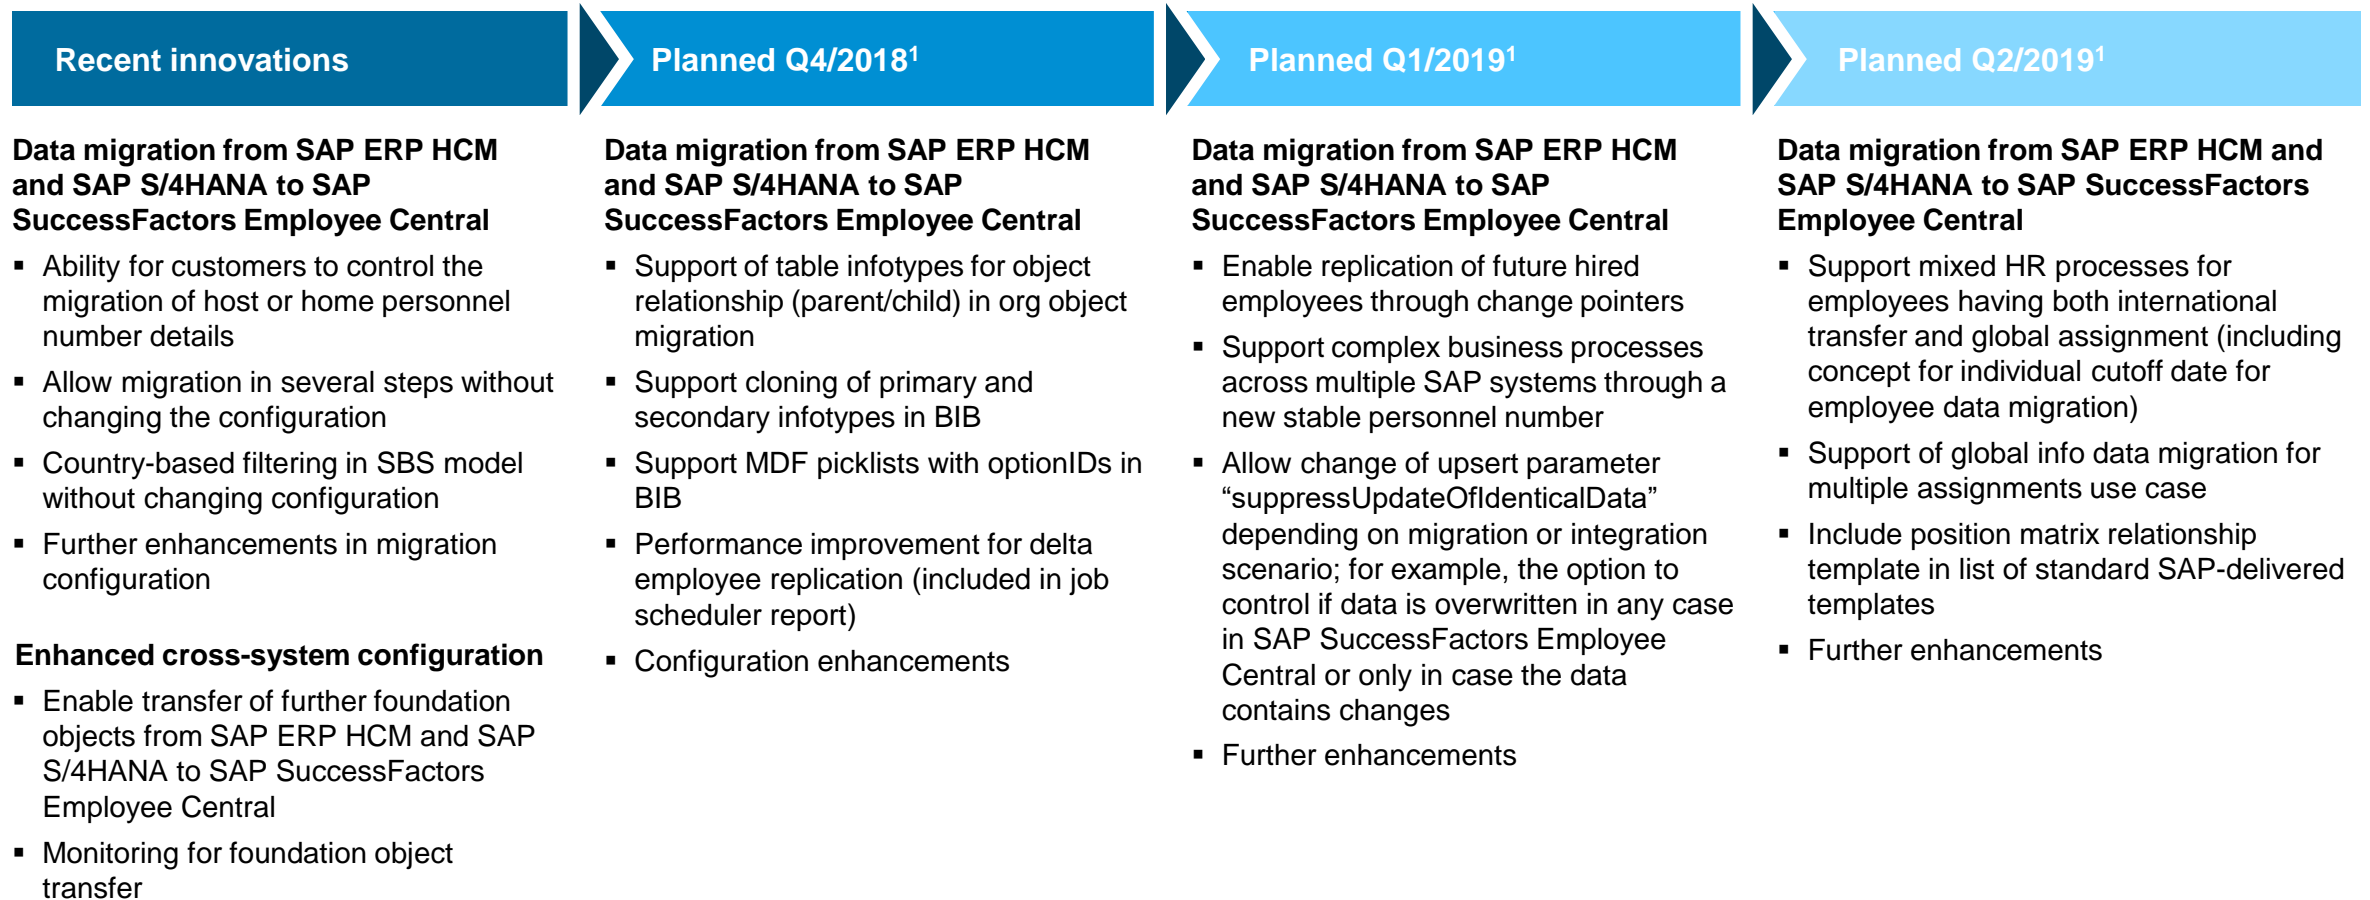 Recent innovations
Planned Q4/2018¹
Planned Q1/2019¹
Planned Q2/2019¹
Data migration from SAP ERP HCM
and SAP S/4HANA to SAP
SuccessFactors Employee Central
▪ Ability for customers to control the
migration of host or home personnel
number details
▪ Allow migration in several steps without
changing the configuration
▪ Country-based filtering in SBS model
without changing configuration
▪ Further enhancements in migration
configuration
Enhanced cross-system configuration
▪ Enable transfer of further foundation
objects from SAP ERP HCM and SAP
S/4HANA to SAP SuccessFactors
Employee Central
▪ Monitoring for foundation object
transfer
Data migration from SAP ERP HCM
and SAP S/4HANA to SAP
SuccessFactors Employee Central
▪ Support of table infotypes for object
relationship (parent/child) in org object
migration
▪ Support cloning of primary and
secondary infotypes in BIB
▪ Support MDF picklists with optionIDs in
BIB
▪ Performance improvement for delta
employee replication (included in job
scheduler report)
▪ Configuration enhancements
Data migration from SAP ERP HCM
and SAP S/4HANA to SAP
SuccessFactors Employee Central
▪ Enable replication of future hired
employees through change pointers
▪ Support complex business processes
across multiple SAP systems through a
new stable personnel number
▪ Allow change of upsert parameter
“suppressUpdateOfIdenticalData”
depending on migration or integration
scenario; for example, the option to
control if data is overwritten in any case
in SAP SuccessFactors Employee
Central or only in case the data
contains changes
▪ Further enhancements
Data migration from SAP ERP HCM and
SAP S/4HANA to SAP SuccessFactors
Employee Central
▪ Support mixed HR processes for
employees having both international
transfer and global assignment (including
concept for individual cutoff date for
employee data migration)
▪ Support of global info data migration for
multiple assignments use case
▪ Include position matrix relationship
template in list of standard SAP-delivered
templates
▪ Further enhancements